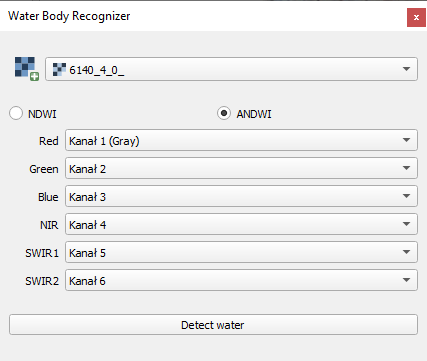 Water Body Recognizer
6140_4_0_
NDWI ANDWI
Red Kanał 1 (Gray)
Green Kanał 2
Blue Kanał 3
NIR Kanał 4
SWIR1 Kanał 5
SWIR2 Kanał 6
Detect water